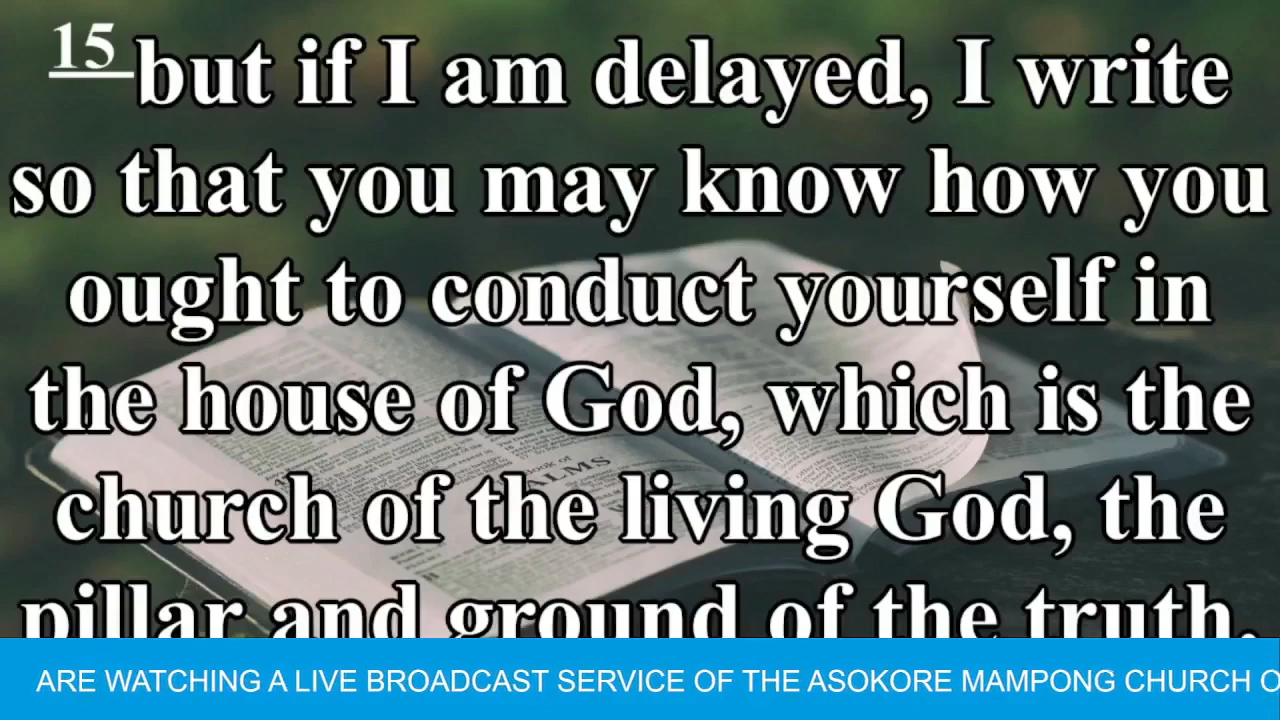 15 but if I am delayed, I write
so that you may know how you
ought to conduct yourself in
the house of God, which is the
church of the living God, the
pillar and ground of the truth.
ARE WATCHING A LIVE BROADCAST SERVICE OF THE ASOKORE MAMPONG CHURCH